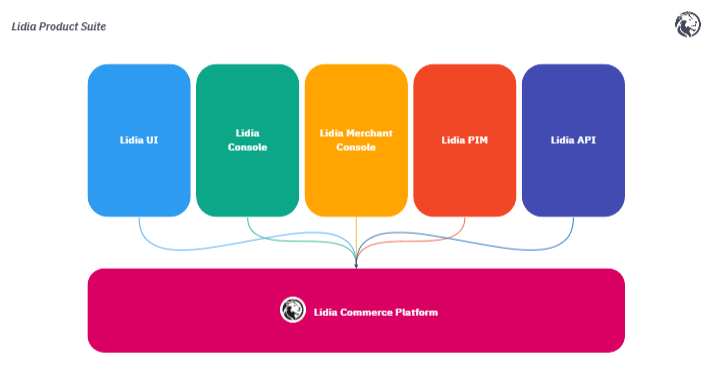 Lidia Product Suite
Lidia UI
Lidia
Console
Lidia Merchant
Console
Lidia PIM
Lidia API
Lidia Commerce Platform